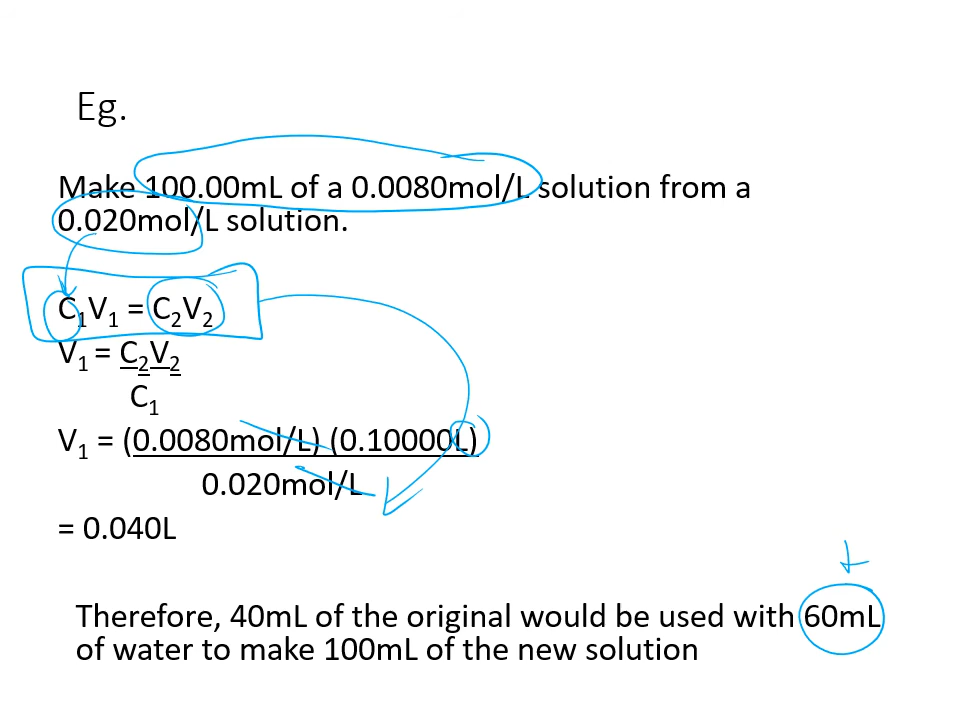 Eg.
Make 100.00mL of a 0.0080mol/L solution from a
0.020mol/L solution.
C₁V₁ = C₂V₂
V₁ = C₂V₂
C₁
V₁ = (0.0080mol/L) (0.10000L)
0.020mol/L
= 0.040L
Therefore, 40mL of the original would be used with 60mL
of water to make 100mL of the new solution